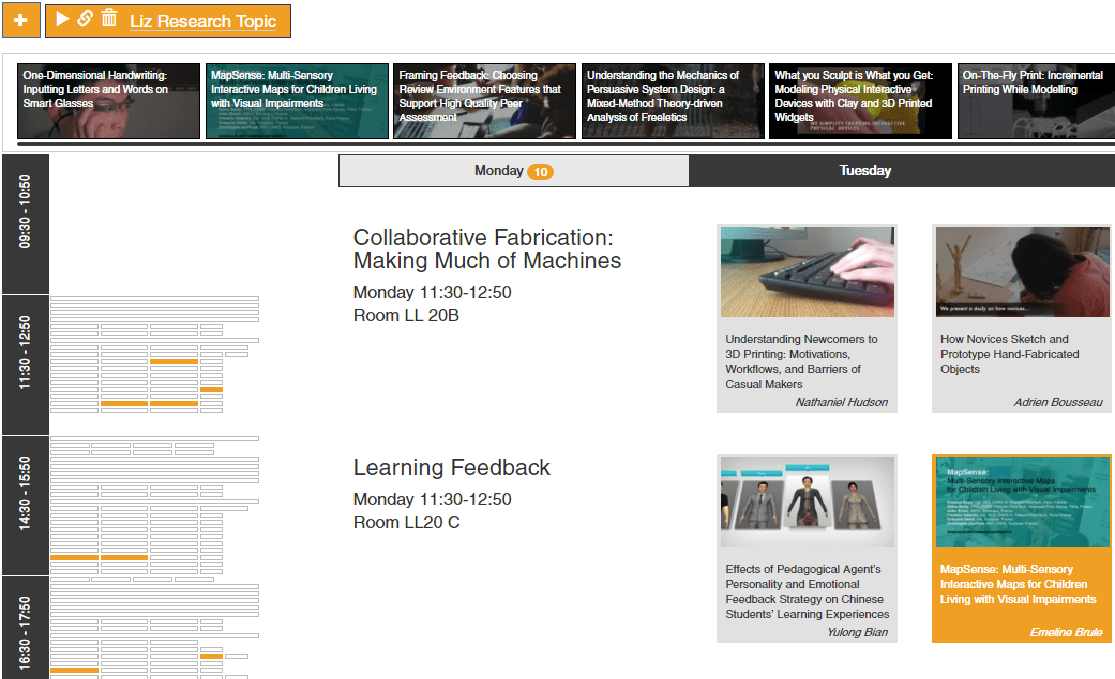 +
Liz Research Topic
One-Dimensional Handwriting:
Inputting Letters and Words on
Smart Glasses
MapSense: Multi-Sensory
Interactive Maps for Children Living
with Visual Impairments
Framing Feedback: Choosing
Review Environment Features that
Support High Quality Peer
Assessment
Understanding the Mechanics of
Persuasive System Design: a
Mixed-Method Theory-driven
Analysis of Freeletics
What you Sculpt is What you Get:
Modeling Physical Interactive
Devices with Clay and 3D Printed
Widgets
On-The-Fly Print: Incremental
Printing While Modelling
Monday 10
Tuesday
09:30 - 10:50
11:30 - 12:50
14:30 - 15:50
16:30 - 17:50
Collaborative Fabrication:
Making Much of Machines
Monday 11:30-12:50
Room LL 20B
Understanding Newcomers to
3D Printing: Motivations,
Workflows, and Barriers of
Casual Makers
Nathaniel Hudson
We present a study on how novices...
How Novices Sketch and
Prototype Hand-Fabricated
Objects
Adrien Bousseau
Learning Feedback
Monday 11:30-12:50
Room LL20 C
Effects of Pedagogical Agent's
Personality and Emotional
Feedback Strategy on Chinese
Students' Learning Experiences
Yulong Bian
MapSense:
Multi-Sensory Interactive Maps
for Children Living with Visual Impairments
MapSense: Multi-Sensory
Interactive Maps for Children
Living with Visual Impairments
Emeline Brule